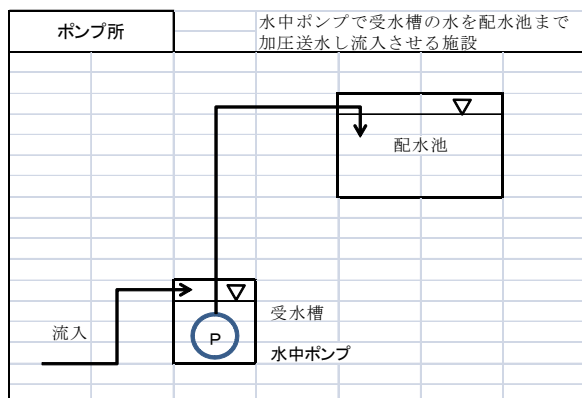 ポンプ所
水中ポンプで受水槽の水を配水池まで
加圧送水し流入させる施設
配水池
受水槽
流入
P
水中ポンプ